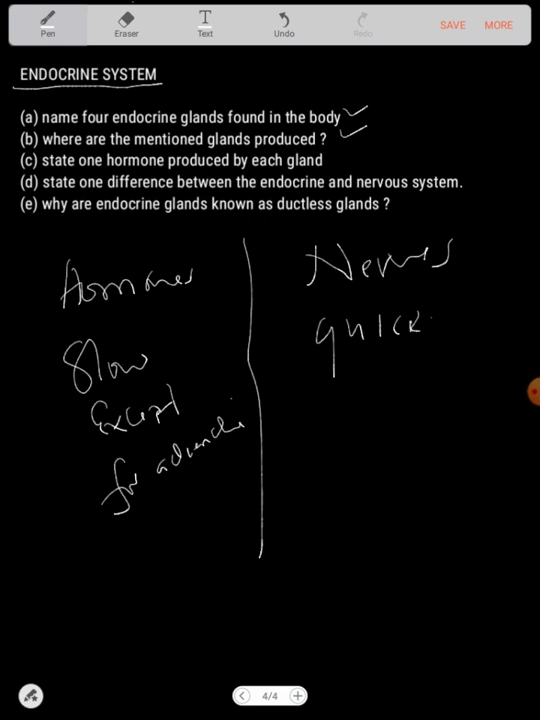 Pen Eraser Text Undo Redo SAVE MORE
ENDOCRINE SYSTEM
(a) name four endocrine glands found in the body
(b) where are the mentioned glands produced ?
(c) state one hormone produced by each gland
(d) state one difference between the endocrine and nervous system.
(e) why are endocrine glands known as ductless glands ?
Hormones
Nerves
Slow
quick
Except
for
4/4